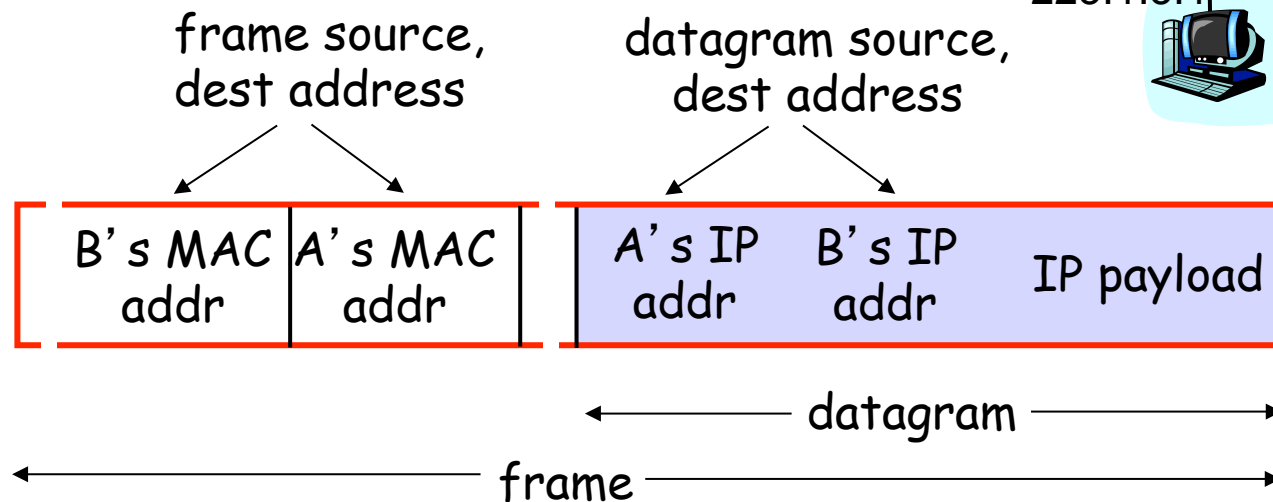 frame source,
dest address
datagram source,
dest address
B’s MAC
addr
A’s MAC
addr
A’s IP
addr
B’s IP
addr
IP payload
datagram
frame